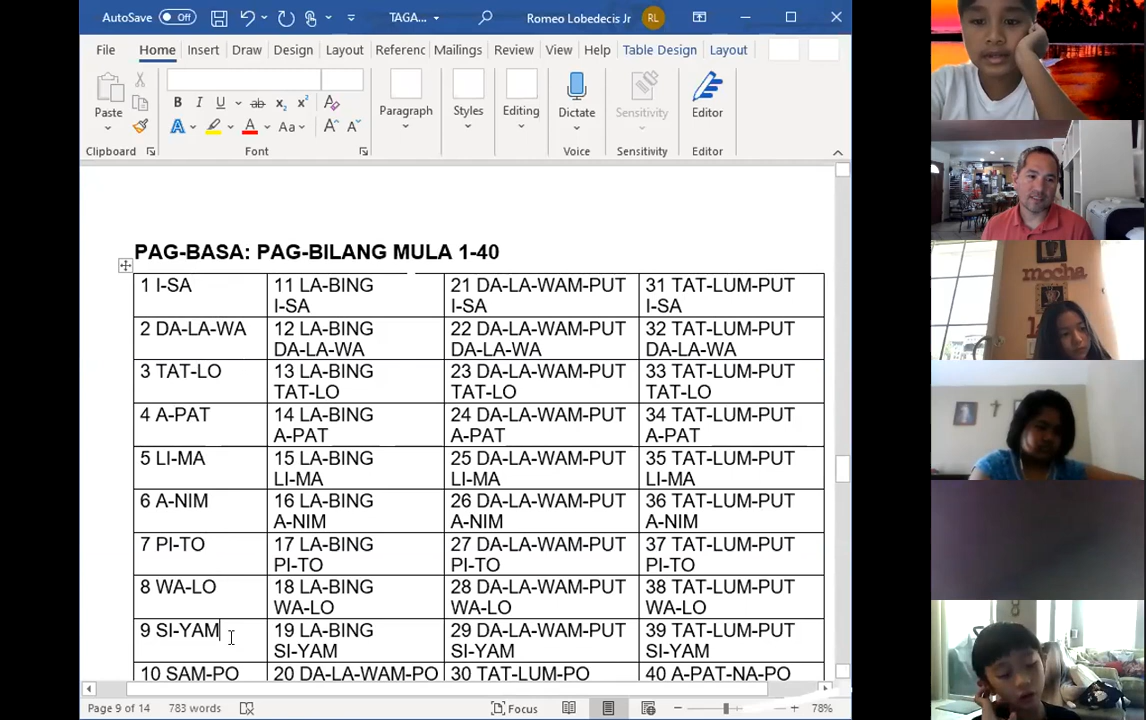 AutoSave Off TAGA... Romeo Lobedecis Jr RL
File Home Insert Draw Design Layout Referenc Mailings Review View Help Table Design Layout
Paste Paragraph Styles Editing Dictate Sensitivity Editor
Clipboard Font Voice Sensitivity Editor
PAG-BASA: PAG-BILANG MULA 1-40
1 I-SA 11 LA-BING 21 DA-LA-WAM-PUT 31 TAT-LUM-PUT
I-SA I-SA I-SA
2 DA-LA-WA 12 LA-BING 22 DA-LA-WAM-PUT 32 TAT-LUM-PUT
DA-LA-WA DA-LA-WA DA-LA-WA
3 TAT-LO 13 LA-BING 23 DA-LA-WAM-PUT 33 TAT-LUM-PUT
TAT-LO TAT-LO TAT-LO
4 A-PAT 14 LA-BING 24 DA-LA-WAM-PUT 34 TAT-LUM-PUT
A-PAT A-PAT A-PAT
5 LI-MA 15 LA-BING 25 DA-LA-WAM-PUT 35 TAT-LUM-PUT
LI-MA LI-MA LI-MA
6 A-NIM 16 LA-BING 26 DA-LA-WAM-PUT 36 TAT-LUM-PUT
A-NIM A-NIM A-NIM
7 PI-TO 17 LA-BING 27 DA-LA-WAM-PUT 37 TAT-LUM-PUT
PI-TO PI-TO PI-TO
8 WA-LO 18 LA-BING 28 DA-LA-WAM-PUT 38 TAT-LUM-PUT
WA-LO WA-LO WA-LO
9 SI-YAM 19 LA-BING 29 DA-LA-WAM-PUT 39 TAT-LUM-PUT
SI-YAM SI-YAM SI-YAM
10 SAM-PO 20 DA-LA-WAM-PO 30 TAT-LUM-PO 40 A-PAT-NA-PO
Page 9 of 14 783 words Focus 78%
mocha